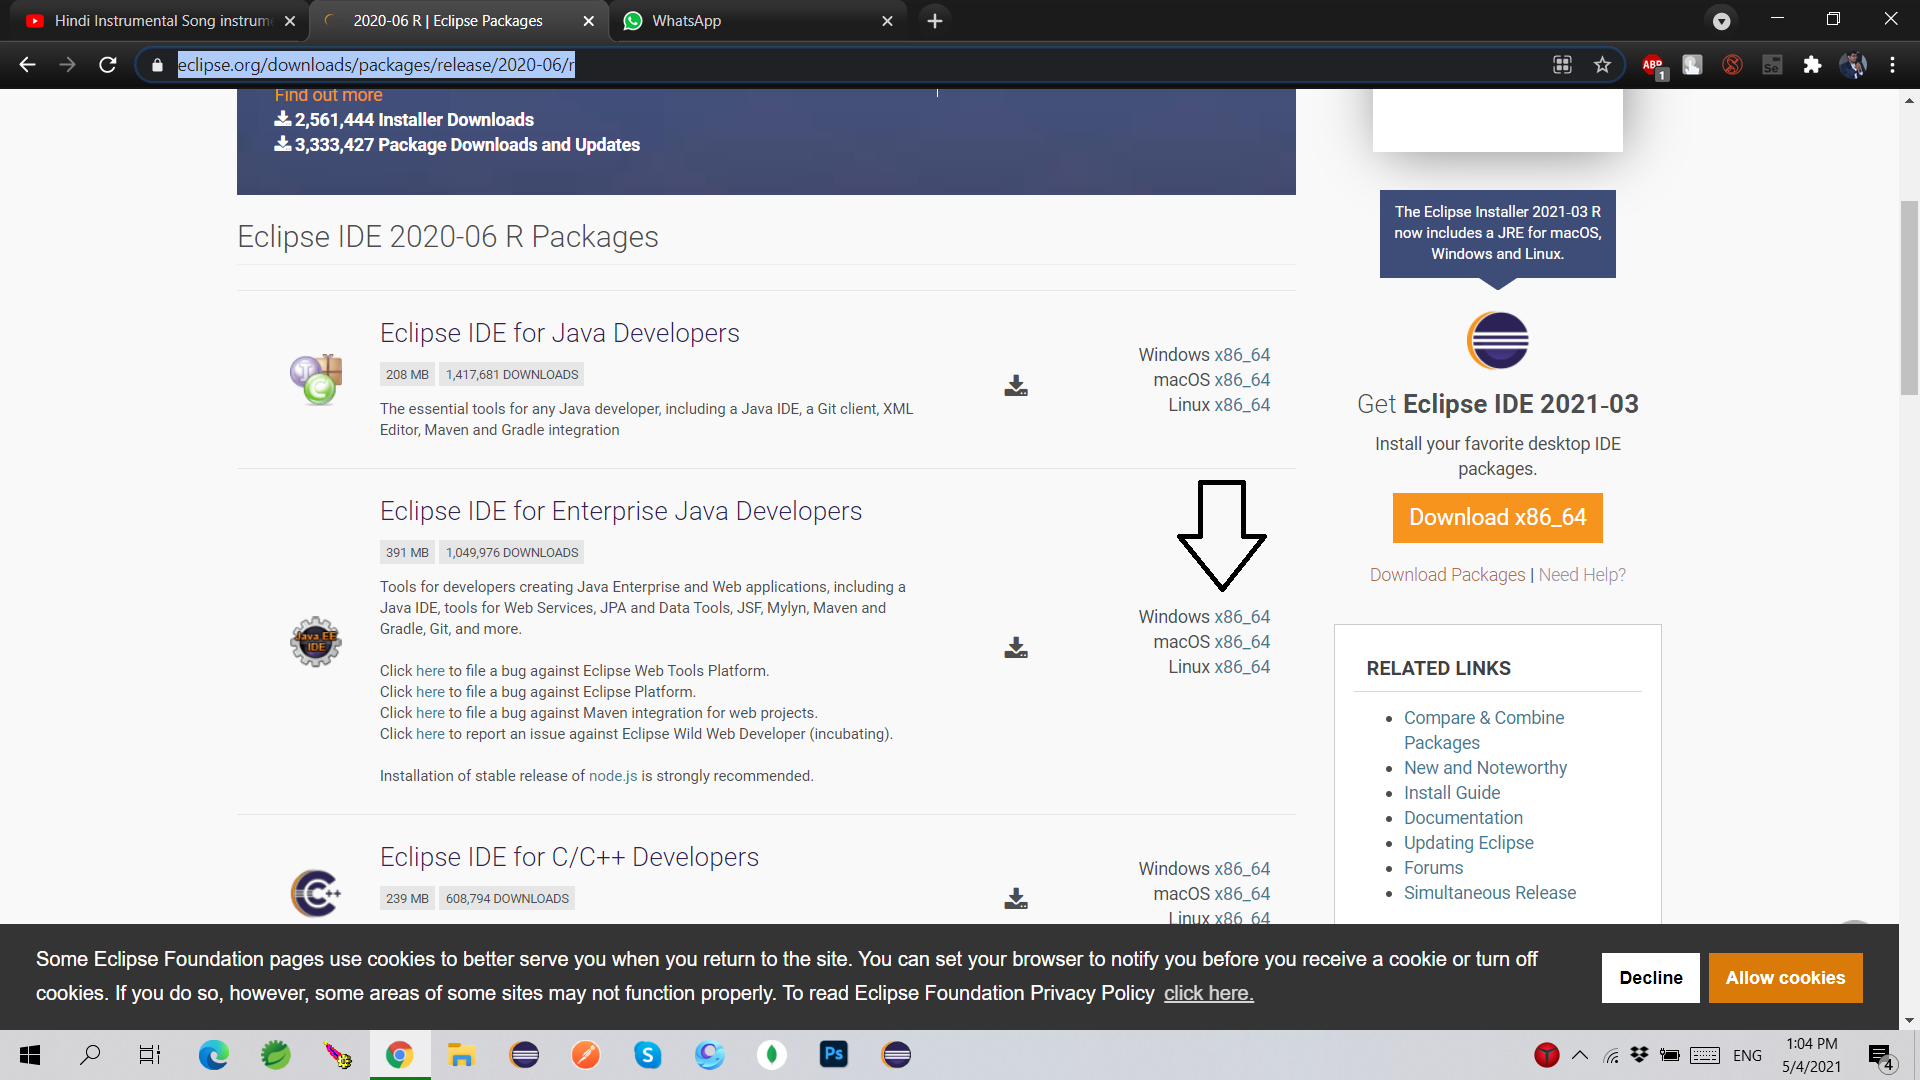 Hindi Instrumental Song instrum
2020-06 R | Eclipse Packages
WhatsApp
eclipse.org/downloads/packages/release/2020-06/r
ABP
1
Se
Find out more
2,561,444 Installer Downloads
3,333,427 Package Downloads and Updates
Eclipse IDE 2020-06 R Packages
Eclipse IDE for Java Developers
208 MB 1,417,681 DOWNLOADS
The essential tools for any Java developer, including a Java IDE, a Git client, XML
Editor, Maven and Gradle integration
Windows x86_64
macOS x86_64
Linux x86_64
Eclipse IDE for Enterprise Java Developers
391 MB 1,049,976 DOWNLOADS
Tools for developers creating Java Enterprise and Web applications, including a
Java IDE, tools for Web Services, JPA and Data Tools, JSF, Mylyn, Maven and
Gradle, Git, and more.
Click here to file a bug against Eclipse Web Tools Platform.
Click here to file a bug against Eclipse Platform.
Click here to file a bug against Maven integration for web projects.
Click here to report an issue against Eclipse Wild Web Developer (incubating).
Installation of stable release of node.js is strongly recommended.
Java EE
IDE
Windows x86_64
macOS x86_64
Linux x86_64
Eclipse IDE for C/C++ Developers
239 MB 608,794 DOWNLOADS
C++
Windows x86_64
macOS x86_64
Linux x86_64
The Eclipse Installer 2021-03 R
now includes a JRE for macOS,
Windows and Linux.
Get Eclipse IDE 2021-03
Install your favorite desktop IDE
packages.
Download x86_64
Download Packages | Need Help?
RELATED LINKS
Compare & Combine
Packages
New and Noteworthy
Install Guide
Documentation
Updating Eclipse
Forums
Simultaneous Release
Some Eclipse Foundation pages use cookies to better serve you when you return to the site. You can set your browser to notify you before you receive a cookie or turn off
cookies. If you do so, however, some areas of some sites may not function properly. To read Eclipse Foundation Privacy Policy click here.
Decline
Allow cookies
Ps
ENG
1:04 PM
5/4/2021
4